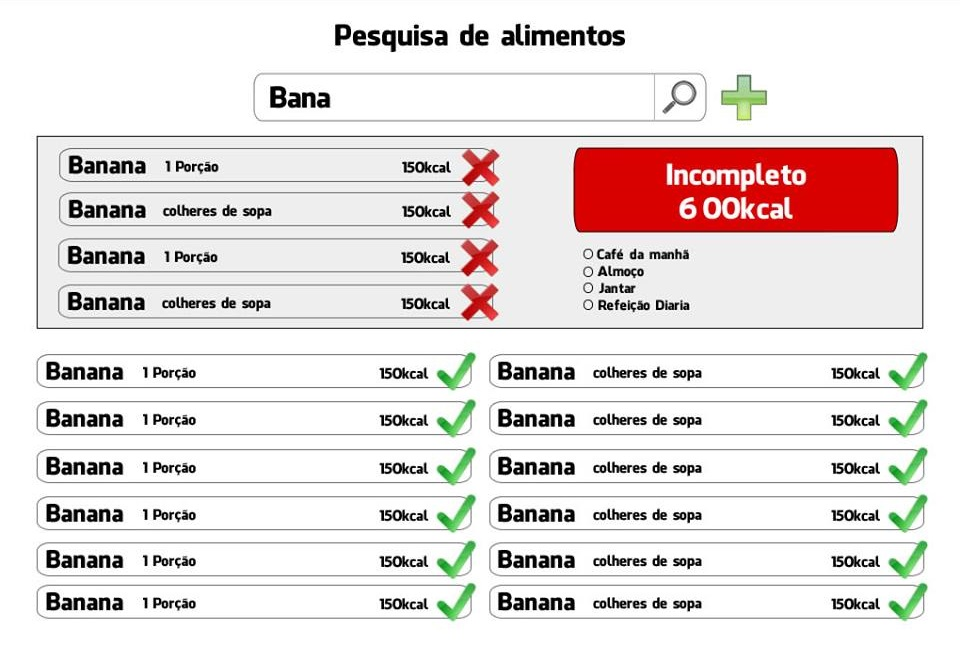 Pesquisa de alimentos
Bana
Banana 1 Porção 150kcal
Banana colheres de sopa 150kcal
Banana 1 Porção 150kcal
Banana colheres de sopa 150kcal
Incompleto
6 00kcal
Café da manhã
Almoço
Jantar
Refeição Diaria
Banana 1 Porção 150kcal
Banana colheres de sopa 150kcal
Banana 1 Porção 150kcal
Banana colheres de sopa 150kcal
Banana 1 Porção 150kcal
Banana colheres de sopa 150kcal
Banana 1 Porção 150kcal
Banana colheres de sopa 150kcal
Banana 1 Porção 150kcal
Banana colheres de sopa 150kcal
Banana 1 Porção 150kcal
Banana colheres de sopa 150kcal